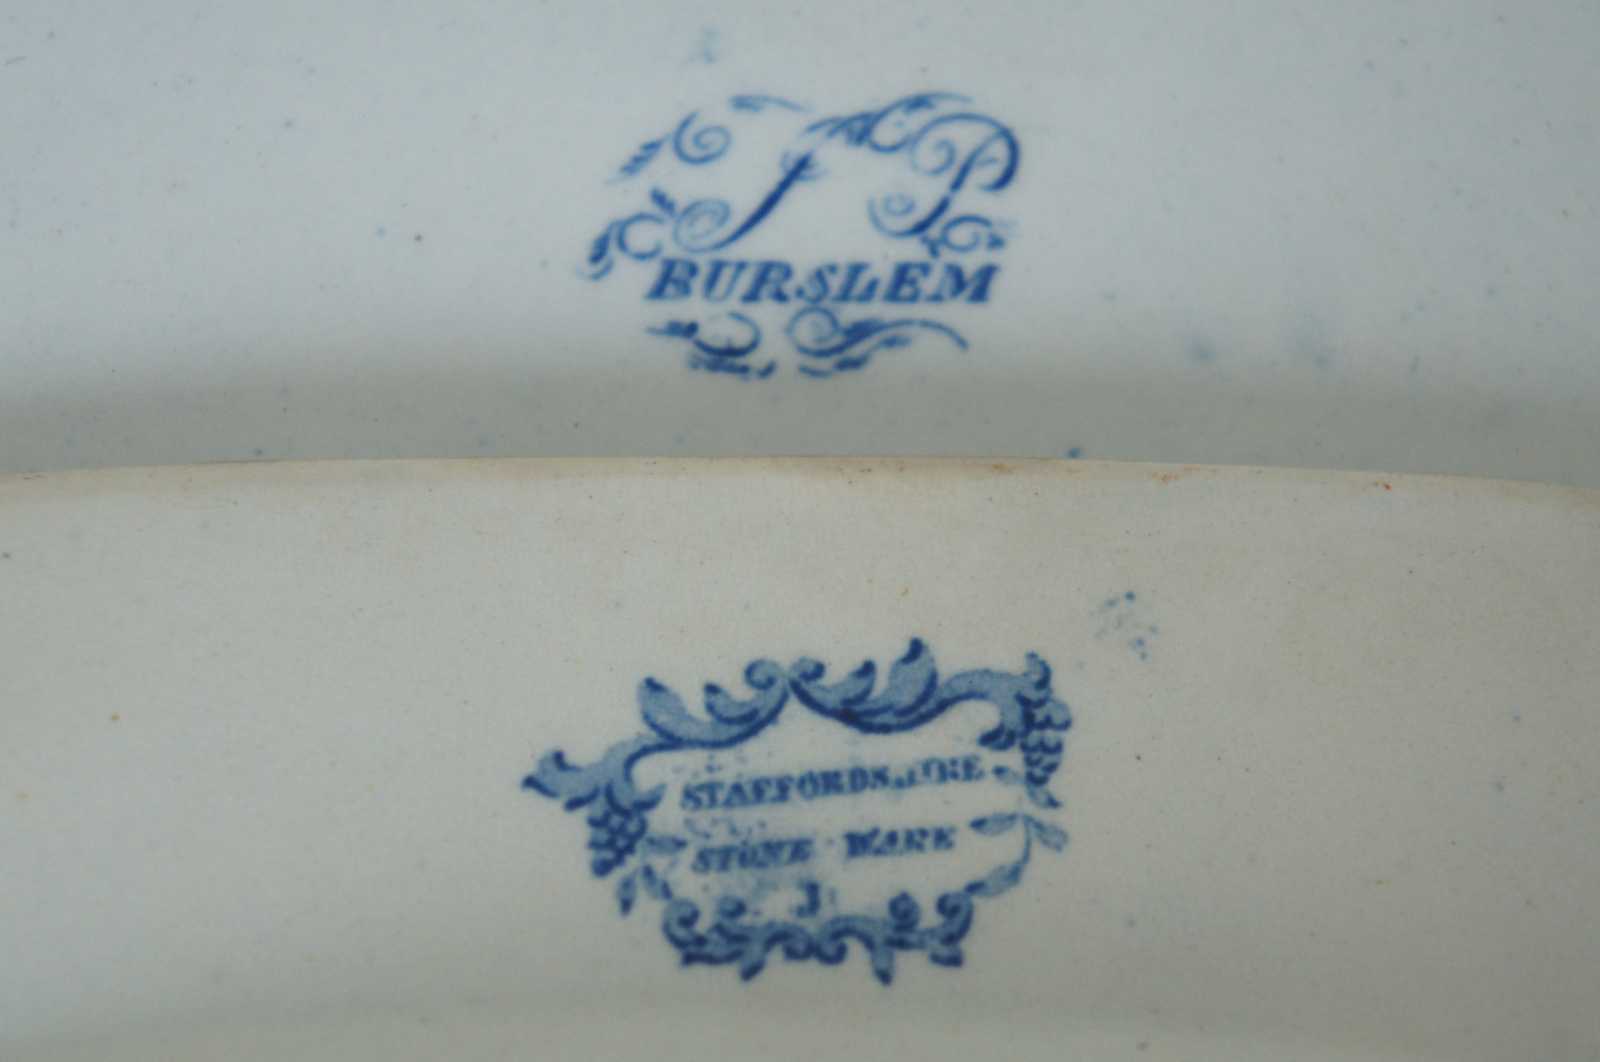 J P
BURSLEM
STAFFORDSHIRE
STONE WARE
J